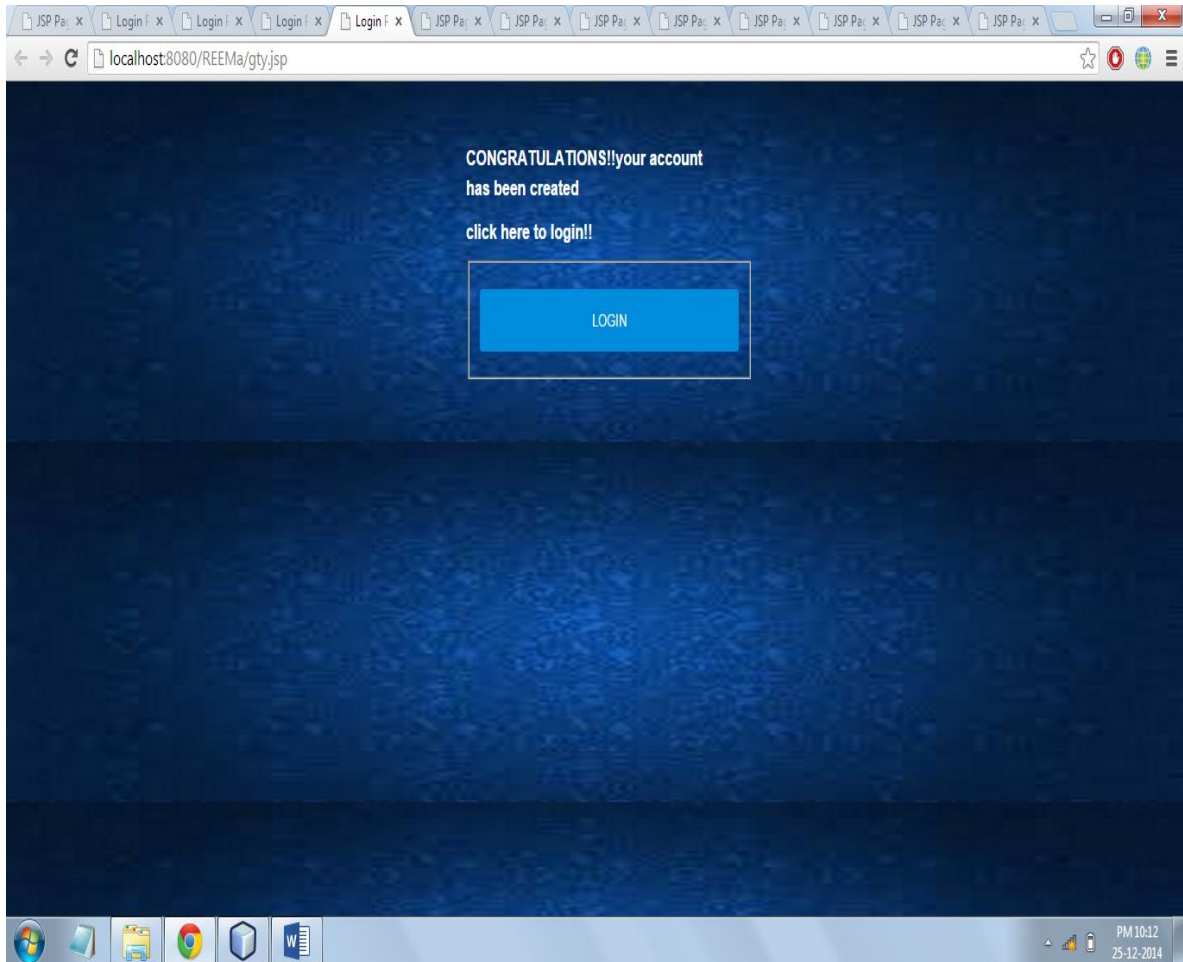 JSP Pag
Login F
Login F
Login F
Login F
JSP Pag
JSP Pag
JSP Pag
JSP Pag
JSP Pag
JSP Pag
JSP Pag
JSP Pag
localhost:8080/REEMa/gty.jsp
CONGRATULATIONS!!your account
has been created
click here to login!!
LOGIN
PM 10:12
25-12-2014